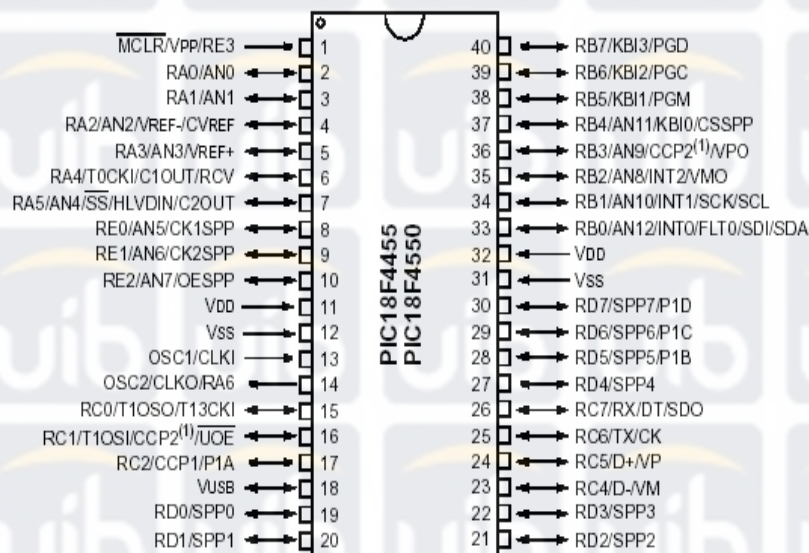 M̅C̅L̅R̅/VPP/RE3 1
RA0/AN0 2
RA1/AN1 3
RA2/AN2/VREF-/CVREF 4
RA3/AN3/VREF+ 5
RA4/T0CKI/C1OUT/RCV 6
RA5/AN4/S̅S̅/HLVDIN/C2OUT 7
RE0/AN5/CK1SPP 8
RE1/AN6/CK2SPP 9
RE2/AN7/OESPP 10
VDD 11
VSS 12
OSC1/CLKI 13
OSC2/CLKO/RA6 14
RC0/T1OSO/T13CKI 15
RC1/T1OSI/CCP2(1)/U̅O̅E̅ 16
RC2/CCP1/P1A 17
VUSB 18
RD0/SPP0 19
RD1/SPP1 20
PIC18F4455
PIC18F4550
40 RB7/KBI3/PGD
39 RB6/KBI2/PGC
38 RB5/KBI1/PGM
37 RB4/AN11/KBI0/CSSPP
36 RB3/AN9/CCP2(1)/VPO
35 RB2/AN8/INT2/VMO
34 RB1/AN10/INT1/SCK/SCL
33 RB0/AN12/INT0/FLT0/SDI/SDA
32 VDD
31 VSS
30 RD7/SPP7/P1D
29 RD6/SPP6/P1C
28 RD5/SPP5/P1B
27 RD4/SPP4
26 RC7/RX/DT/SDO
25 RC6/TX/CK
24 RC5/D+/VP
23 RC4/D-/VM
22 RD3/SPP3
21 RD2/SPP2
uib